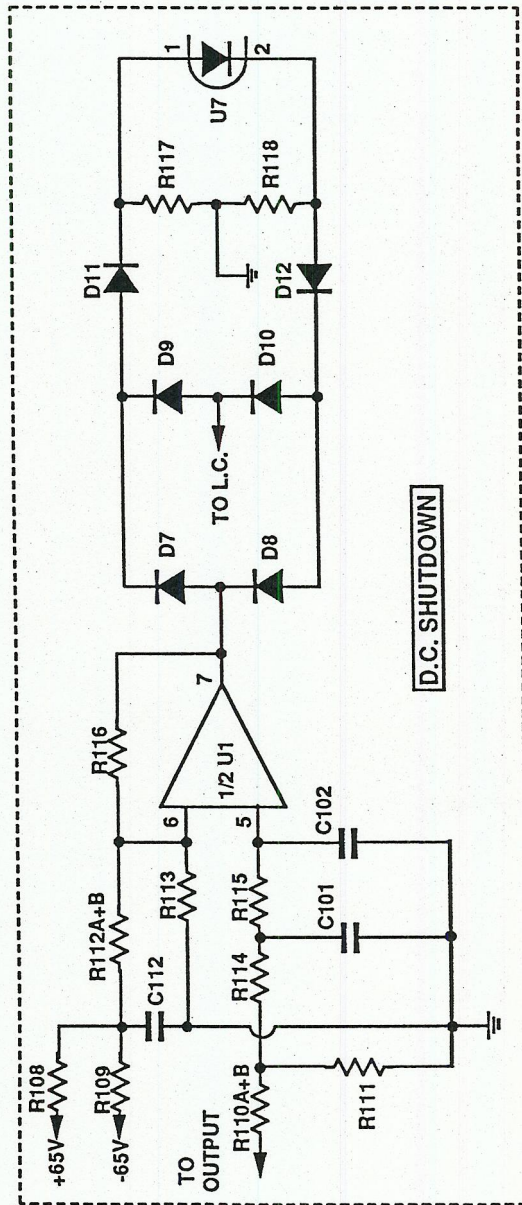 R108
+65V
R109
-65V
TO
OUTPUT
R110A+B
R111
C112
R112A+B
R113
R114
C101
R115
C102
R116
6
5
1/2 U1
7
D7
D8
TO L.C.
D9
D10
D11
D12
R117
R118
1
2
U7
D.C. SHUTDOWN